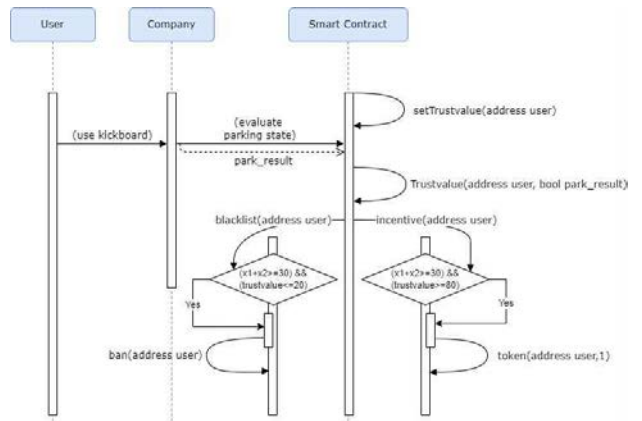 User
Company
Smart Contract
setTrustvalue(address user)
(use kickboard)
(evaluate
parking state)
park_result
Trustvalue(address user, bool park_result)
blacklist(address user)
incentive(address user)
(x1+x2>=30) &&
(trustvalue<=20)
(x1+x2>=30) &&
(trustvalue>=80)
Yes
Yes
ban(address user)
token(address user,1)